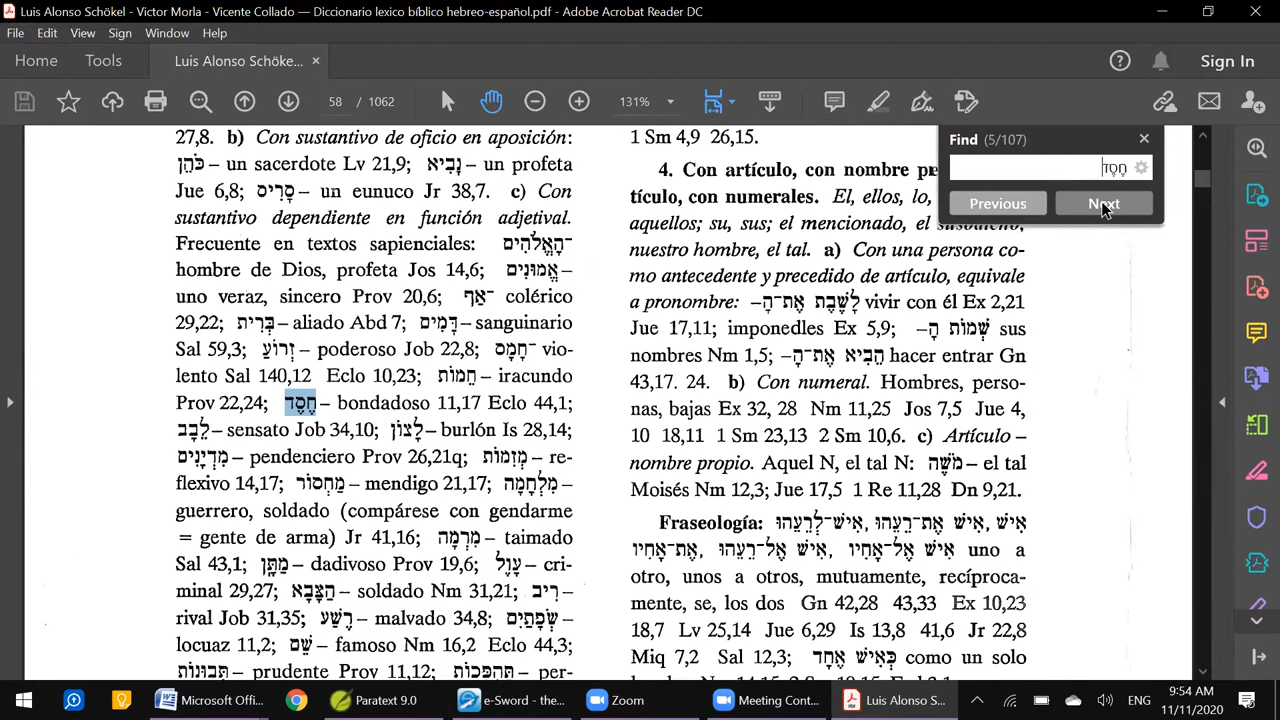 Luis Alonso Schökel - Victor Morla - Vicente Collado — Diccionario lexico bíblico hebreo-español.pdf - Adobe Acrobat Reader DC
File Edit View Sign Window Help
Home Tools Luis Alonso Schöke... × Sign In
58 / 1062 131%
Find (5/107)
חֶסֶד
Previous Next
27,8. b) Con sustantivo de oficio en aposición:
כֹּהֵן – un sacerdote Lv 21,9; נָבִיא – un profeta
Jue 6,8; סָרִיס – un eunuco Jr 38,7. c) Con
sustantivo dependiente en función adjetival.
Frecuente en textos sapienciales: הָאֱלֹהִים־
hombre de Dios, profeta Jos 14,6; אֱמוּנִים –
uno veraz, sincero Prov 20,6; אַף־ colérico
29,22; בְּרִית – aliado Abd 7; דָּמִים – sanguinario
Sal 59,3; זְרוֹעַ – poderoso Job 22,8; חָמָס־ vio-
lento Sal 140,12 Eclo 10,23; חֵמוֹת – iracundo
Prov 22,24; חֶסֶד – bondadoso 11,17 Eclo 44,1;
לֵבָב – sensato Job 34,10; לָצוֹן – burlón Is 28,14;
מִדְיָנִים – pendenciero Prov 26,21q; מְזִמּוֹת – re-
flexivo 14,17; מַחְסוֹר – mendigo 21,17; מִלְחָמָה –
guerrero, soldado (compárese con gendarme
= gente de arma) Jr 41,16; מִרְמָה – taimado
Sal 43,1; מַתָּן – dadivoso Prov 19,6; עָוֶל – cri-
minal 29,27; הַצָּבָא – soldado Nm 31,21; רִיב –
rival Job 31,35; רֶשַׁע – malvado 34,8; שְׂפָתַיִם –
locuaz 11,2; שֵׁם – famoso Nm 16,2 Eclo 44,3;
תְּבוּנוֹת – prudente Prov 11,12; תַּהְפֻּכוֹת – per-
1 Sm 4,9 26,15.
4. Con artículo, con nombre
tículo, con numerales. El, ellos, lo,
aquellos; su, sus; el mencionado, el susodicho,
nuestro hombre, el tal. a) Con una persona co-
mo antecedente y precedido de artículo, equivale
a pronombre: לָשֶׁבֶת אֶת־הָ– vivir con él Ex 2,21
Jue 17,11; imponedles Ex 5,9; שְׁמוֹת הָ– sus
nombres Nm 1,5; הֵבִיא אֶת־הָ– hacer entrar Gn
43,17. 24. b) Con numeral. Hombres, perso-
nas, bajas Ex 32, 28 Nm 11,25 Jos 7,5 Jue 4,
10 18,11 1 Sm 23,13 2 Sm 10,6. c) Artículo –
nombre propio. Aquel N, el tal N: מֹשֶׁה – el tal
Moisés Nm 12,3; Jue 17,5 1 Re 11,28 Dn 9,21.
Fraseología: אִישׁ אֶת־רֵעֵהוּ, אִישׁ־לְרֵעֵהוּ, אִישׁ
אִישׁ אֶל־אָחִיו, אִישׁ אֶל־רֵעֵהוּ, אֶת־אָחִיו uno a
otro, unos a otros, mutuamente, recíproca-
mente, se, los dos Gn 42,28 43,33 Ex 10,23
18,7 Lv 25,14 Jue 6,29 Is 13,8 41,6 Jr 22,8
Miq 7,2 Sal 12,3; כְּאִישׁ אֶחָד como un solo
Microsoft Offi... Paratext 9.0 e-Sword - the... Zoom Meeting Cont... Luis Alonso S... ENG 9:54 AM
11/11/2020